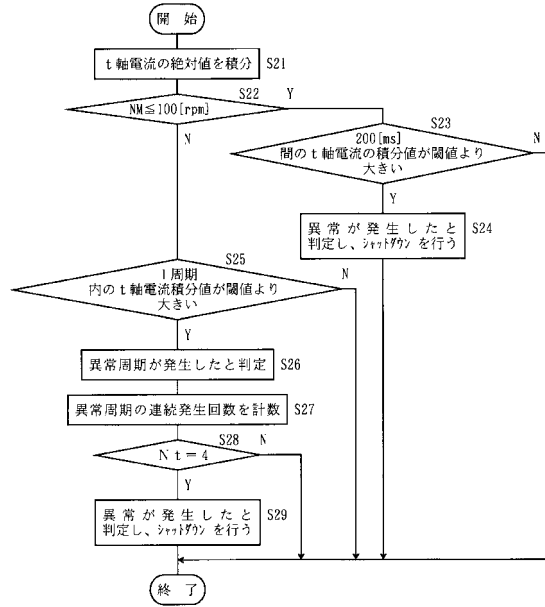 開 始
t軸電流の絶対値を積分
S21
S22
NM≦100[rpm]
Y
N
S23
200[ms]
間のt軸電流の積分値が閾値より
大きい
N
Y
異常が発生したと
判定し、シャットダウン を行う
S24
S25
1周期
内のt軸電流積分値が閾値より
大きい
N
Y
異常周期が発生したと判定
S26
異常周期の連続発生回数を計数
S27
S28
Nt=4
N
Y
異常が発生したと
判定し、シャットダウン を行う
S29
終 了